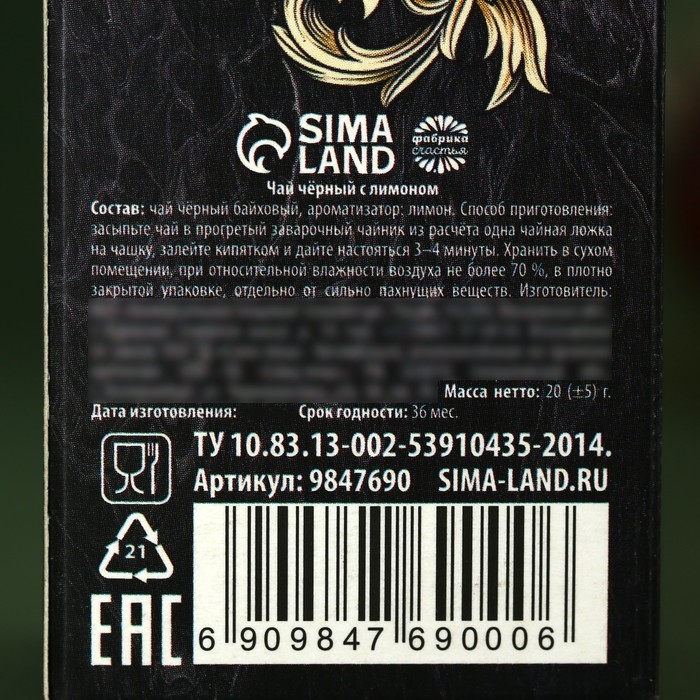 SIMA
LAND
фабрика
счастья
Чай чёрный с лимоном
Состав: чай чёрный байховый, ароматизатор: лимон. Способ приготовления:
засыпьте чай в прогретый заварочный чайник из расчёта одна чайная ложка
на чашку, залейте кипятком и дайте настояться 3–4 минуты. Хранить в сухом
помещении, при относительной влажности воздуха не более 70 %, в плотно
закрытой упаковке, отдельно от сильно пахнущих веществ. Изготовитель:
Масса нетто: 20 (±5) г.
Дата изготовления: Срок годности: 36 мес.
ТУ 10.83.13-002-53910435-2014.
Артикул: 9847690 SIMA-LAND.RU
21
EAC
6 909847 690006